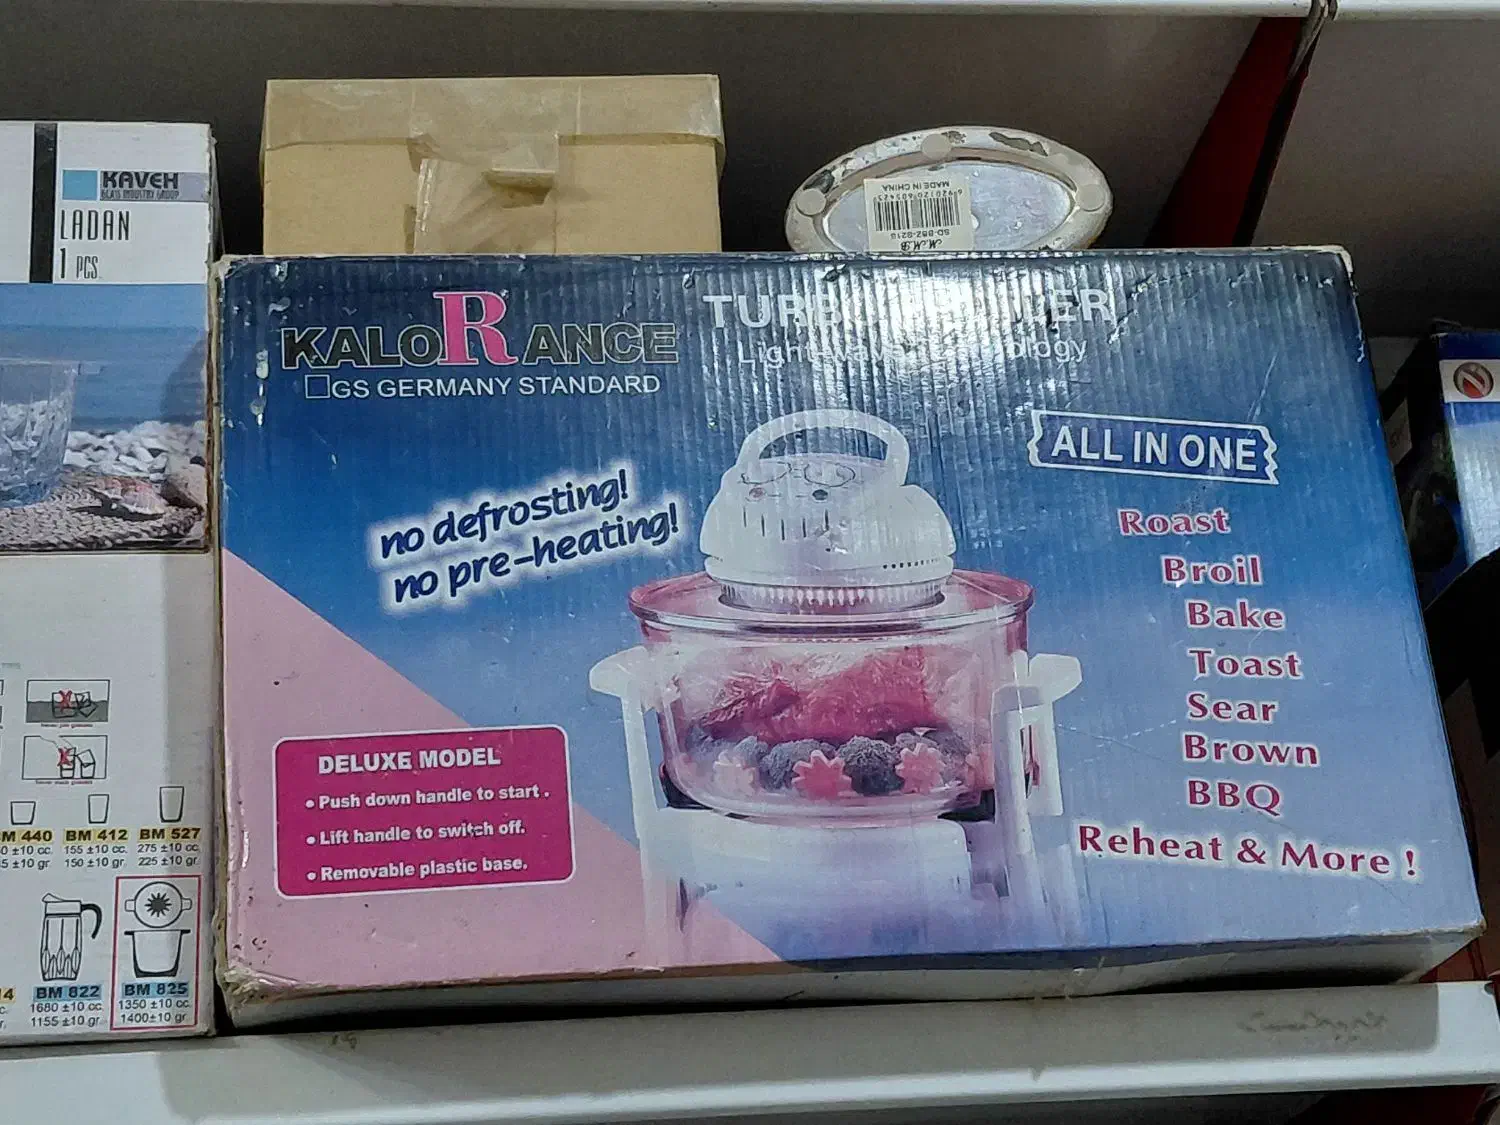 KAVEH
GLASS INDUSTRY GROUP
LADAN
1 PCS.
BM 412
BM 527
155 ±10 cc.
275 ±10 cc.
150 ±10 gr.
225 ±10 gr.
BM 822
BM 825
1680 ±10 cc.
1350 ±10 cc.
1155 ±10 gr.
1400±10 gr.
MADE IN CHINA
KALORANCE
GS GERMANY STANDARD
ALL IN ONE
no defrosting!
no pre-heating!
Roast
Broil
Bake
Toast
Sear
Brown
BBQ
Reheat & More !
DELUXE MODEL
• Push down handle to start .
• Lift handle to switch off.
• Removable plastic base.